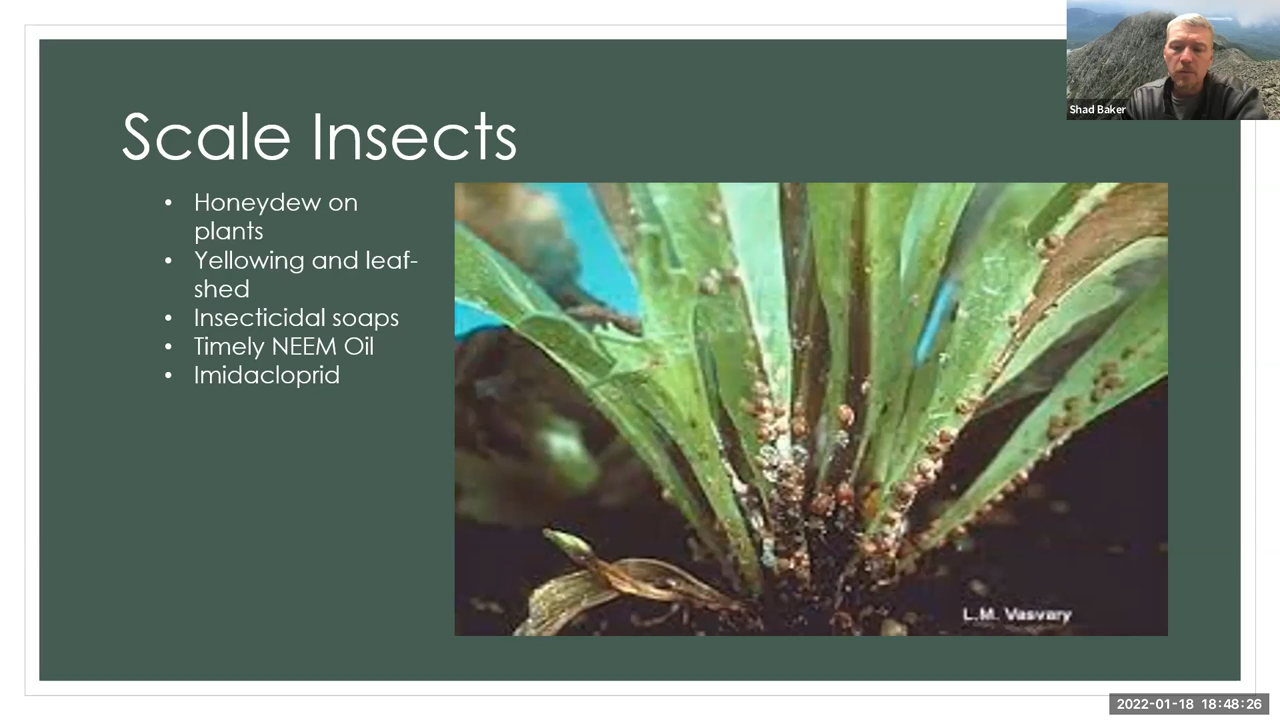 Shad Baker
Scale Insects
• Honeydew on
plants
• Yellowing and leaf-
shed
• Insecticidal soaps
• Timely NEEM Oil
• Imidacloprid
L.M. Vasvary
2022-01-18 18:48:26